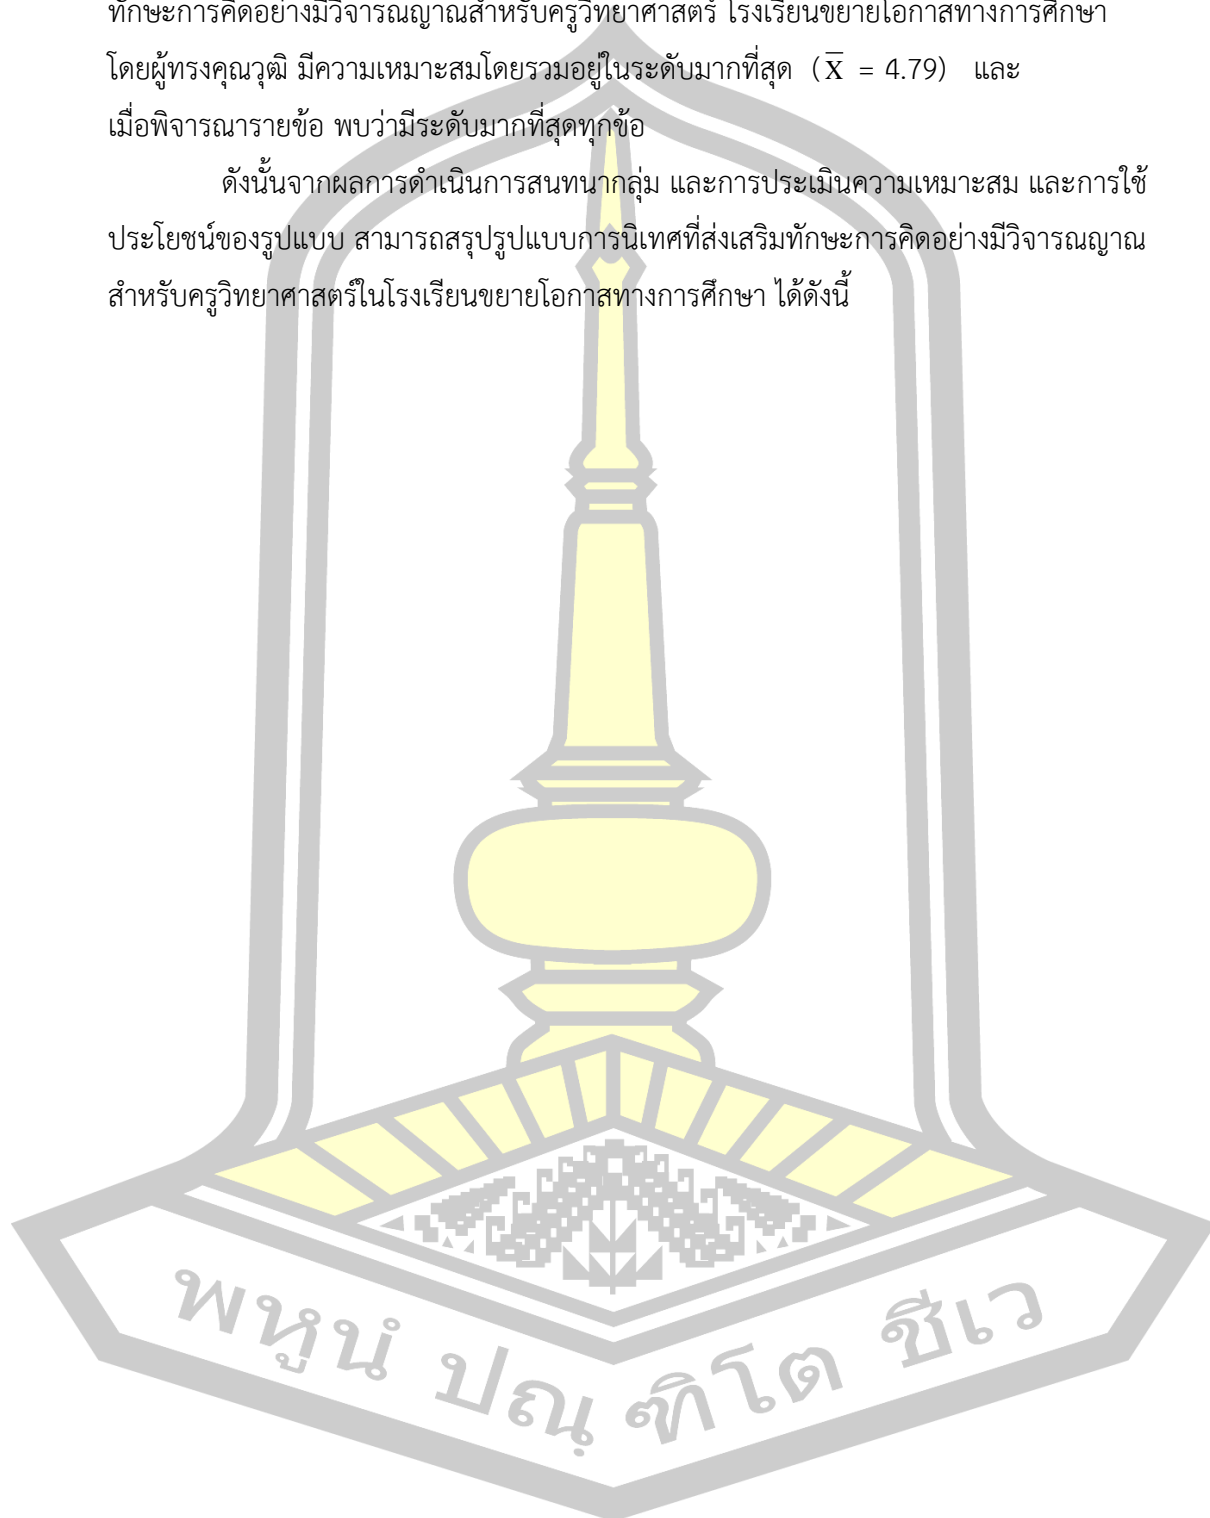 ทักษะการคิดอย่างมีวิจารณญาณสำหรับครูวิทยาศาสตร์ โรงเรียนขยายโอกาสทางการศึกษา
โดยผู้ทรงคุณวุฒิ มีความเหมาะสมโดยรวมอยู่ในระดับมากที่สุด (X̅ = 4.79) และ
เมื่อพิจารณารายข้อ พบว่ามีระดับมากที่สุดทุกข้อ
ดังนั้นจากผลการดำเนินการสนทนากลุ่ม และการประเมินความเหมาะสม และการใช้
ประโยชน์ของรูปแบบ สามารถสรุปรูปแบบการนิเทศที่ส่งเสริมทักษะการคิดอย่างมีวิจารณญาณ
สำหรับครูวิทยาศาสตร์ในโรงเรียนขยายโอกาสทางการศึกษา ได้ดังนี้
พหูนํ ปณฺฑิโต ชีเว